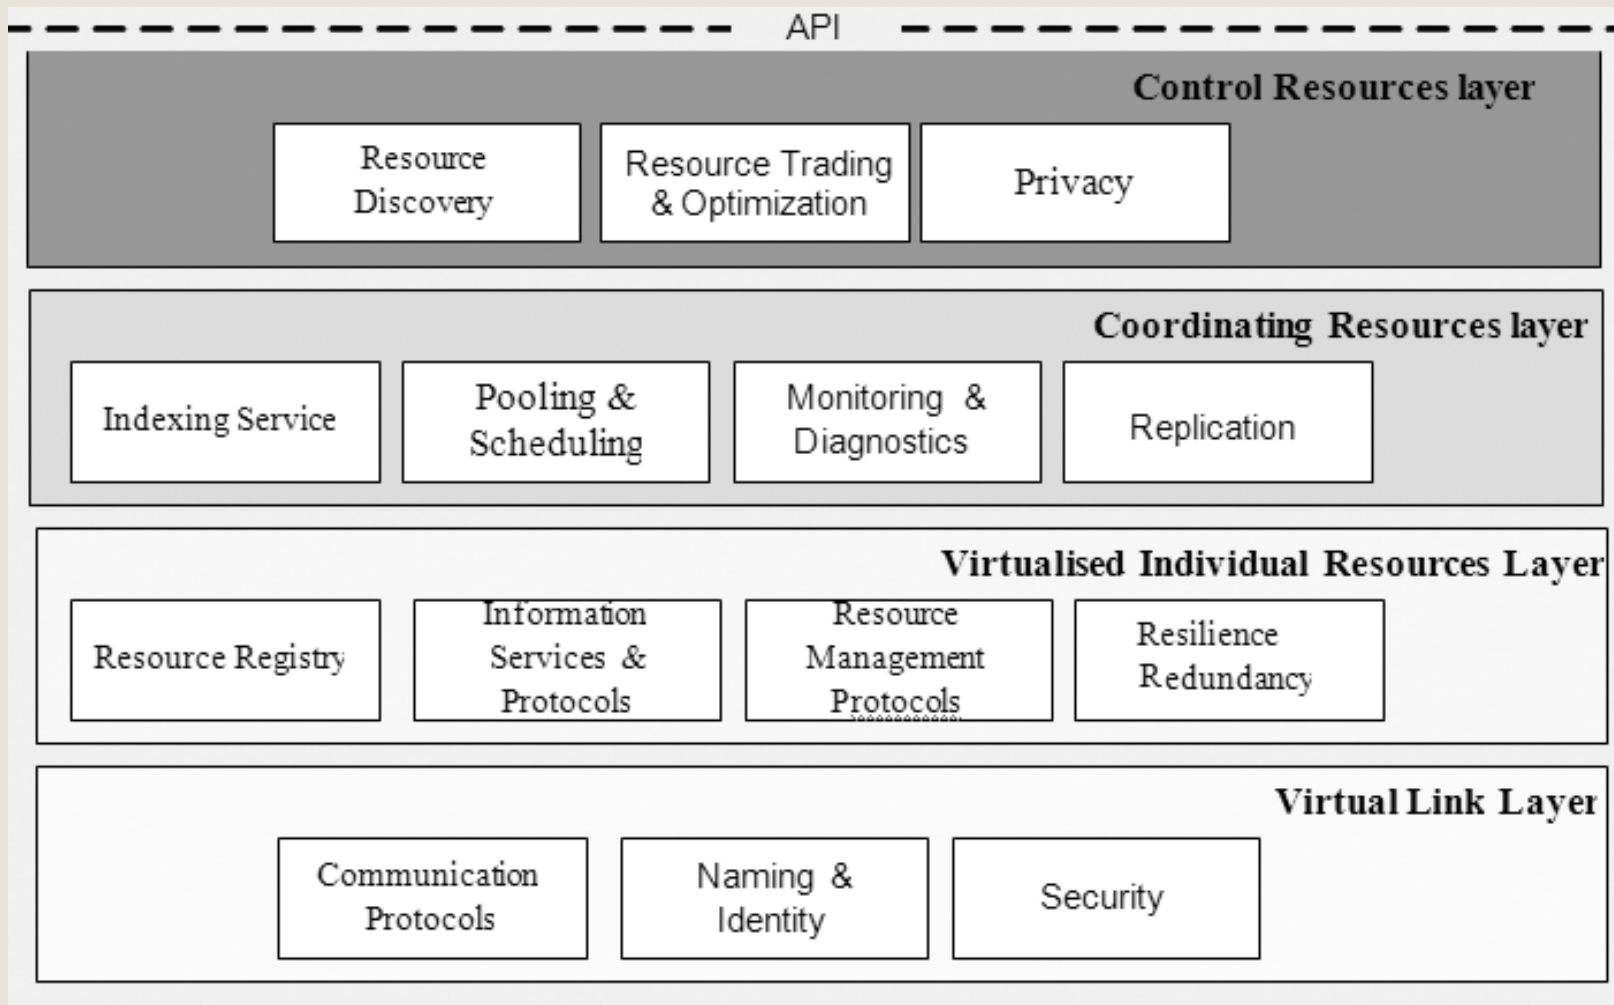 API
Control Resources layer
Resource
Discovery
Resource Trading
& Optimization
Privacy
Coordinating Resources layer
Indexing Service
Pooling &
Scheduling
Monitoring &
Diagnostics
Replication
Virtualised Individual Resources Layer
Resource Registry
Information
Services &
Protocols
Resource
Management
Protocols
Resilience
Redundancy
Virtual Link Layer
Communication
Protocols
Naming &
Identity
Security